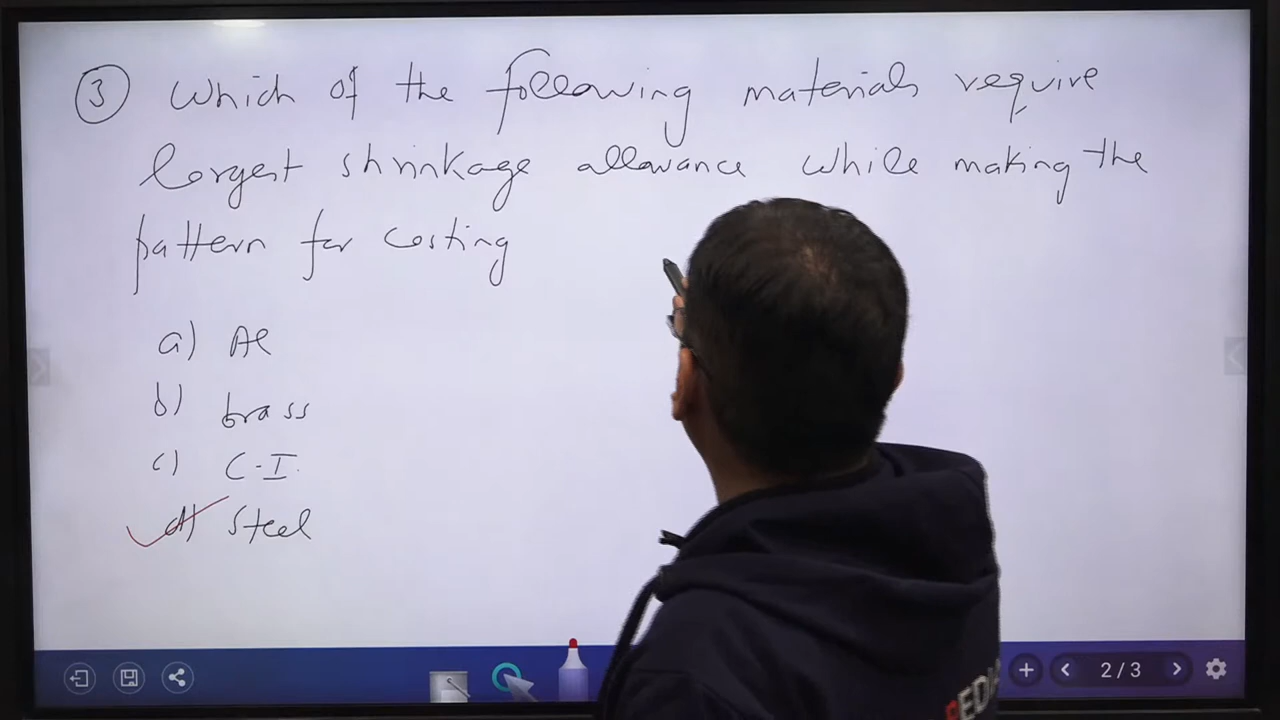 3 Which of the following materials require
largest shrinkage allowance while making the
pattern for casting
a) Al
b) brass
c) C.I.
d) Steel
2/3